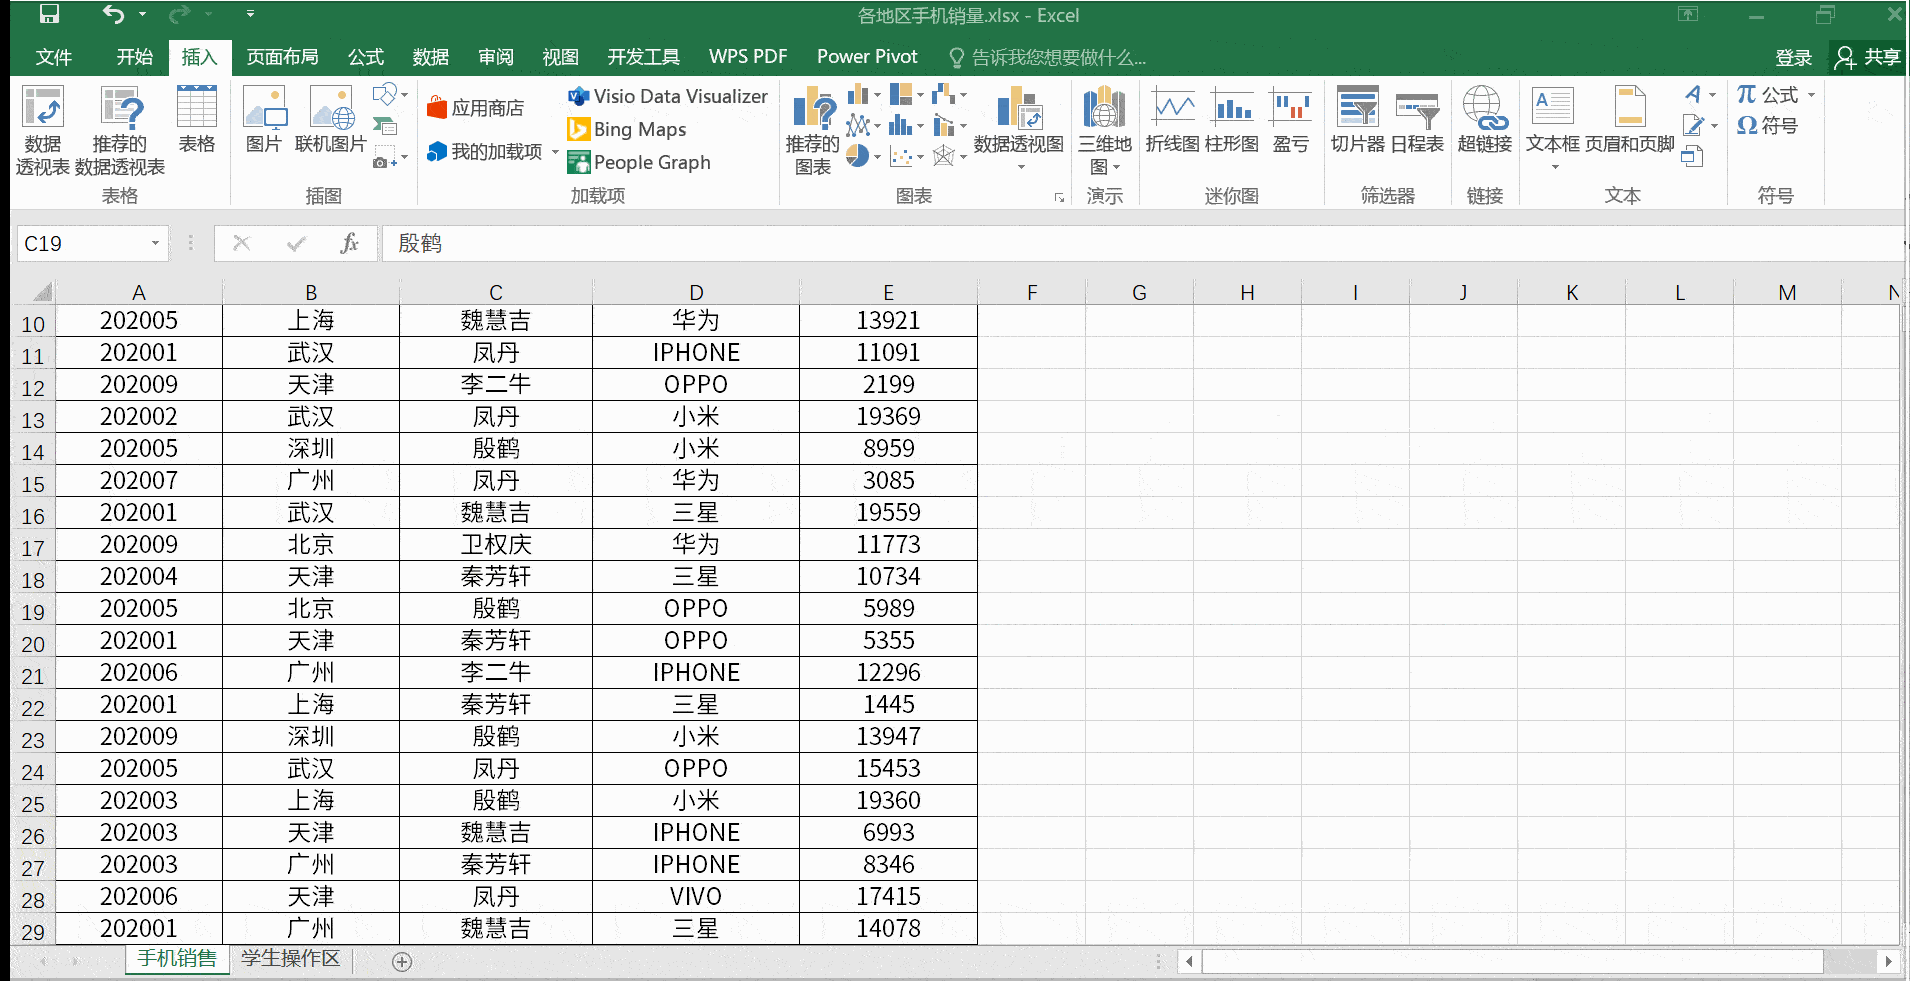 各地区手机销量.xlsx - Excel
文件 开始 插入 页面布局 公式 数据 审阅 视图 开发工具 WPS PDF Power Pivot 告诉我您想要做什么... 登录 共享
数据透视表 推荐的数据透视表 表格 图片 联机图片 应用商店 我的加载项 Visio Data Visualizer Bing Maps People Graph 推荐的图表 数据透视图 三维地图 折线图 柱形图 盈亏 切片器 日程表 超链接 文本框 页眉和页脚 公式 符号
表格 插图 加载项 图表 演示 迷你图 筛选器 链接 文本 符号
C19 fx 殷鹤
A B C D E F G H I J K L M N
10 202005 上海 魏慧吉 华为 13921
11 202001 武汉 凤丹 IPHONE 11091
12 202009 天津 李二牛 OPPO 2199
13 202002 武汉 凤丹 小米 19369
14 202005 深圳 殷鹤 小米 8959
15 202007 广州 凤丹 华为 3085
16 202001 武汉 魏慧吉 三星 19559
17 202009 北京 卫权庆 华为 11773
18 202004 天津 秦芳轩 三星 10734
19 202005 北京 殷鹤 OPPO 5989
20 202001 天津 秦芳轩 OPPO 5355
21 202006 广州 李二牛 IPHONE 12296
22 202001 上海 秦芳轩 三星 1445
23 202009 深圳 殷鹤 小米 13947
24 202005 武汉 凤丹 OPPO 15453
25 202003 上海 殷鹤 小米 19360
26 202003 天津 魏慧吉 IPHONE 6993
27 202003 广州 秦芳轩 IPHONE 8346
28 202006 天津 凤丹 VIVO 17415
29 202001 广州 魏慧吉 三星 14078
手机销售 学生操作区